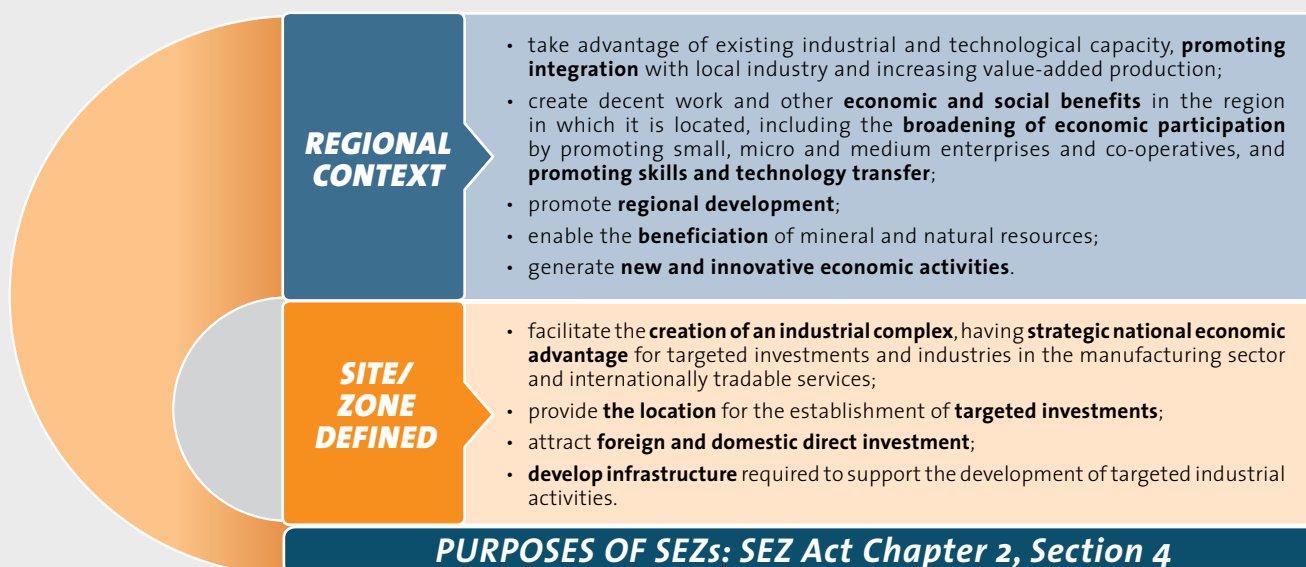 REGIONAL
CONTEXT
• take advantage of existing industrial and technological capacity, promoting
integration with local industry and increasing value-added production;
• create decent work and other economic and social benefits in the region
in which it is located, including the broadening of economic participation
by promoting small, micro and medium enterprises and co-operatives, and
promoting skills and technology transfer;
• promote regional development;
• enable the beneficiation of mineral and natural resources;
• generate new and innovative economic activities.
SITE/
ZONE
DEFINED
• facilitate the creation of an industrial complex, having strategic national economic
advantage for targeted investments and industries in the manufacturing sector
and internationally tradable services;
• provide the location for the establishment of targeted investments;
• attract foreign and domestic direct investment;
• develop infrastructure required to support the development of targeted industrial
activities.
PURPOSES OF SEZs: SEZ Act Chapter 2, Section 4